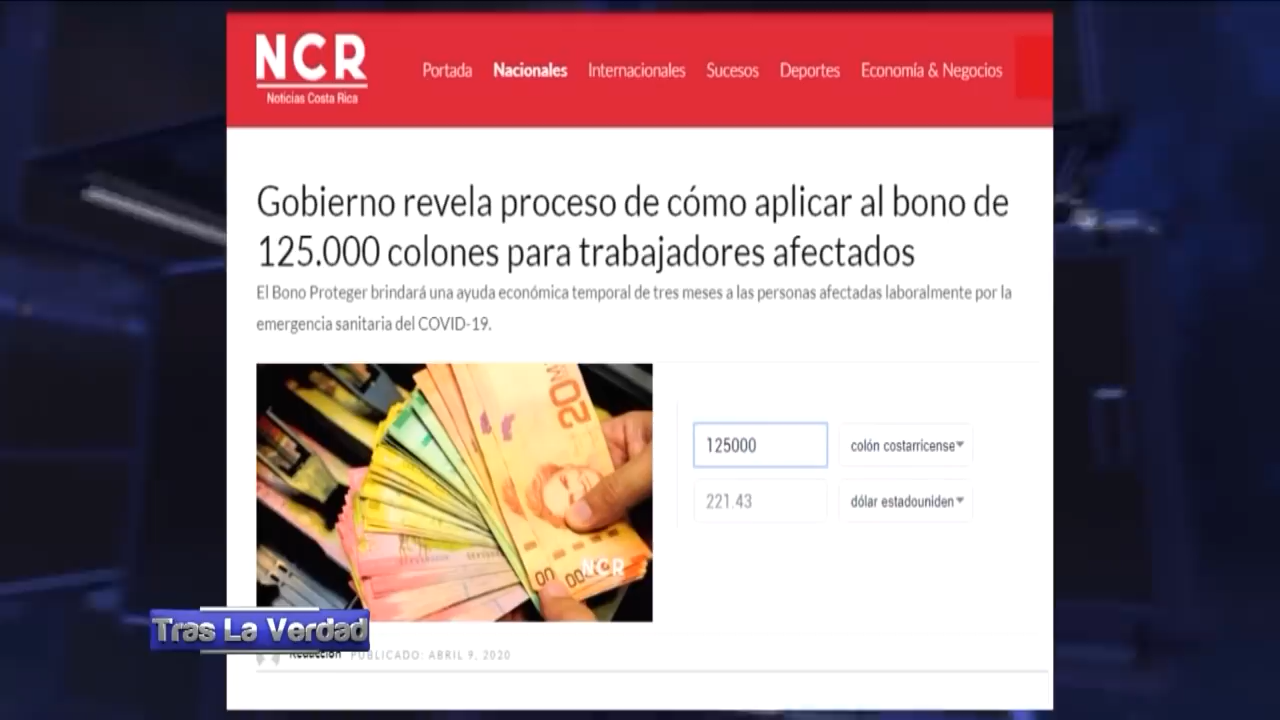 NCR
Noticias Costa Rica
Portada Nacionales Internacionales Sucesos Deportes Economía & Negocios
Gobierno revela proceso de cómo aplicar al bono de
125.000 colones para trabajadores afectados
El Bono Proteger brindará una ayuda económica temporal de tres meses a las personas afectadas laboralmente por la
emergencia sanitaria del COVID-19.
125000 colón costarricense
221.43 dólar estadouniden
NCR
Tras La Verdad
Redacción PUBLICADO: ABRIL 9, 2020